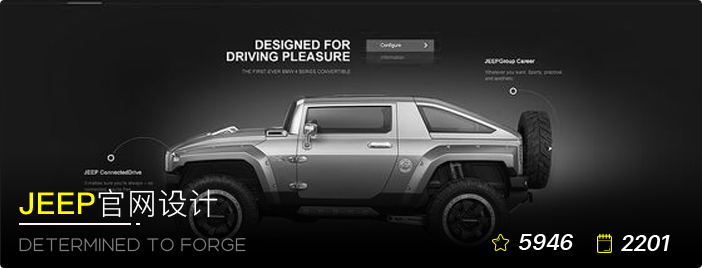 DESIGNED FOR
DRIVING PLEASURE
THE FIRST-EVER BMW 4 SERIES CONVERTIBLE
Configure
Information
JEEPGroup Career
Wherever you want. Sporty, practical
and aesthetic
JEEP ConnectedDrive
JEEP官网设计
DETERMINED TO FORGE
5946
2201